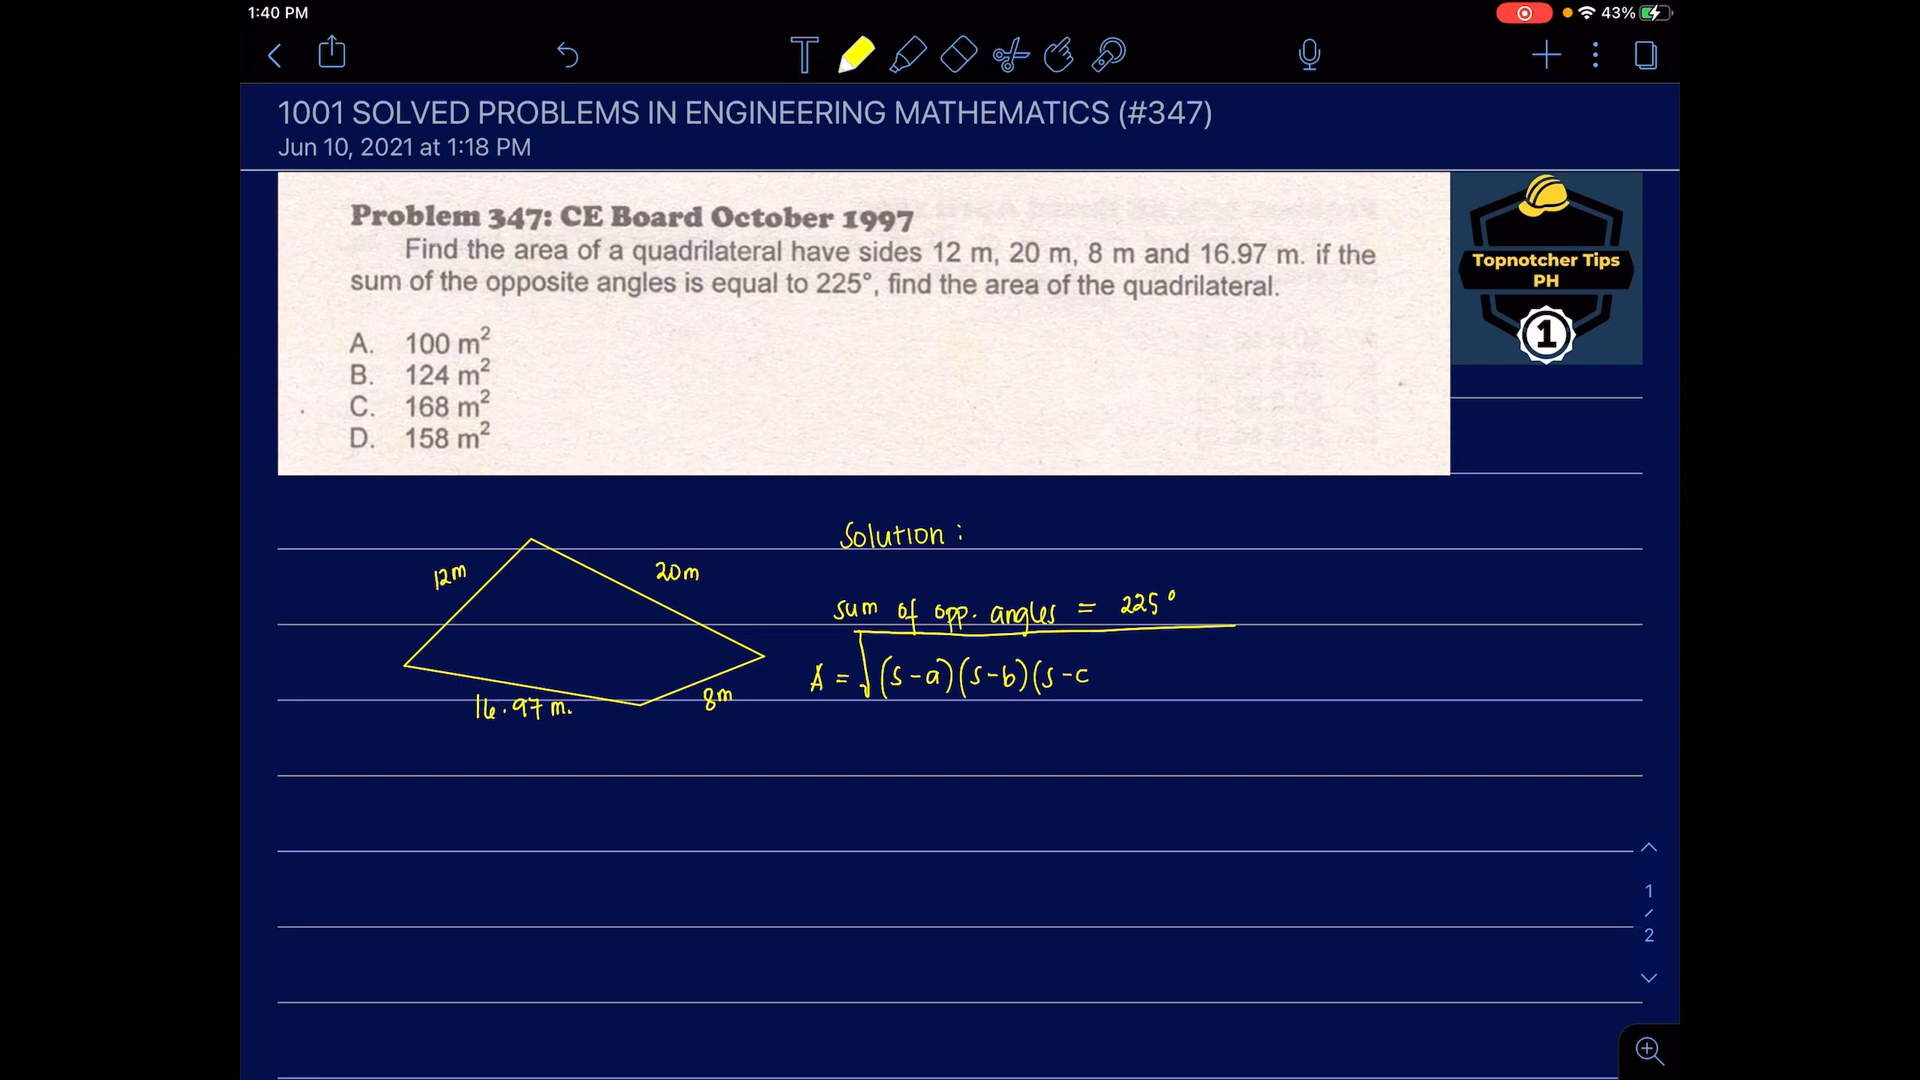 1:40 PM
43%
1001 SOLVED PROBLEMS IN ENGINEERING MATHEMATICS (#347)
Jun 10, 2021 at 1:18 PM
Problem 347: CE Board October 1997
Find the area of a quadrilateral have sides 12 m, 20 m, 8 m and 16.97 m. if the
sum of the opposite angles is equal to 225°, find the area of the quadrilateral.
A. 100 m²
B. 124 m²
C. 168 m²
D. 158 m²
Topnotcher Tips
PH
1
Solution :
12m
20m
16.97 m.
8m
sum of opp. angles = 225°
A = √(s-a)(s-b)(s-c
1
/
2